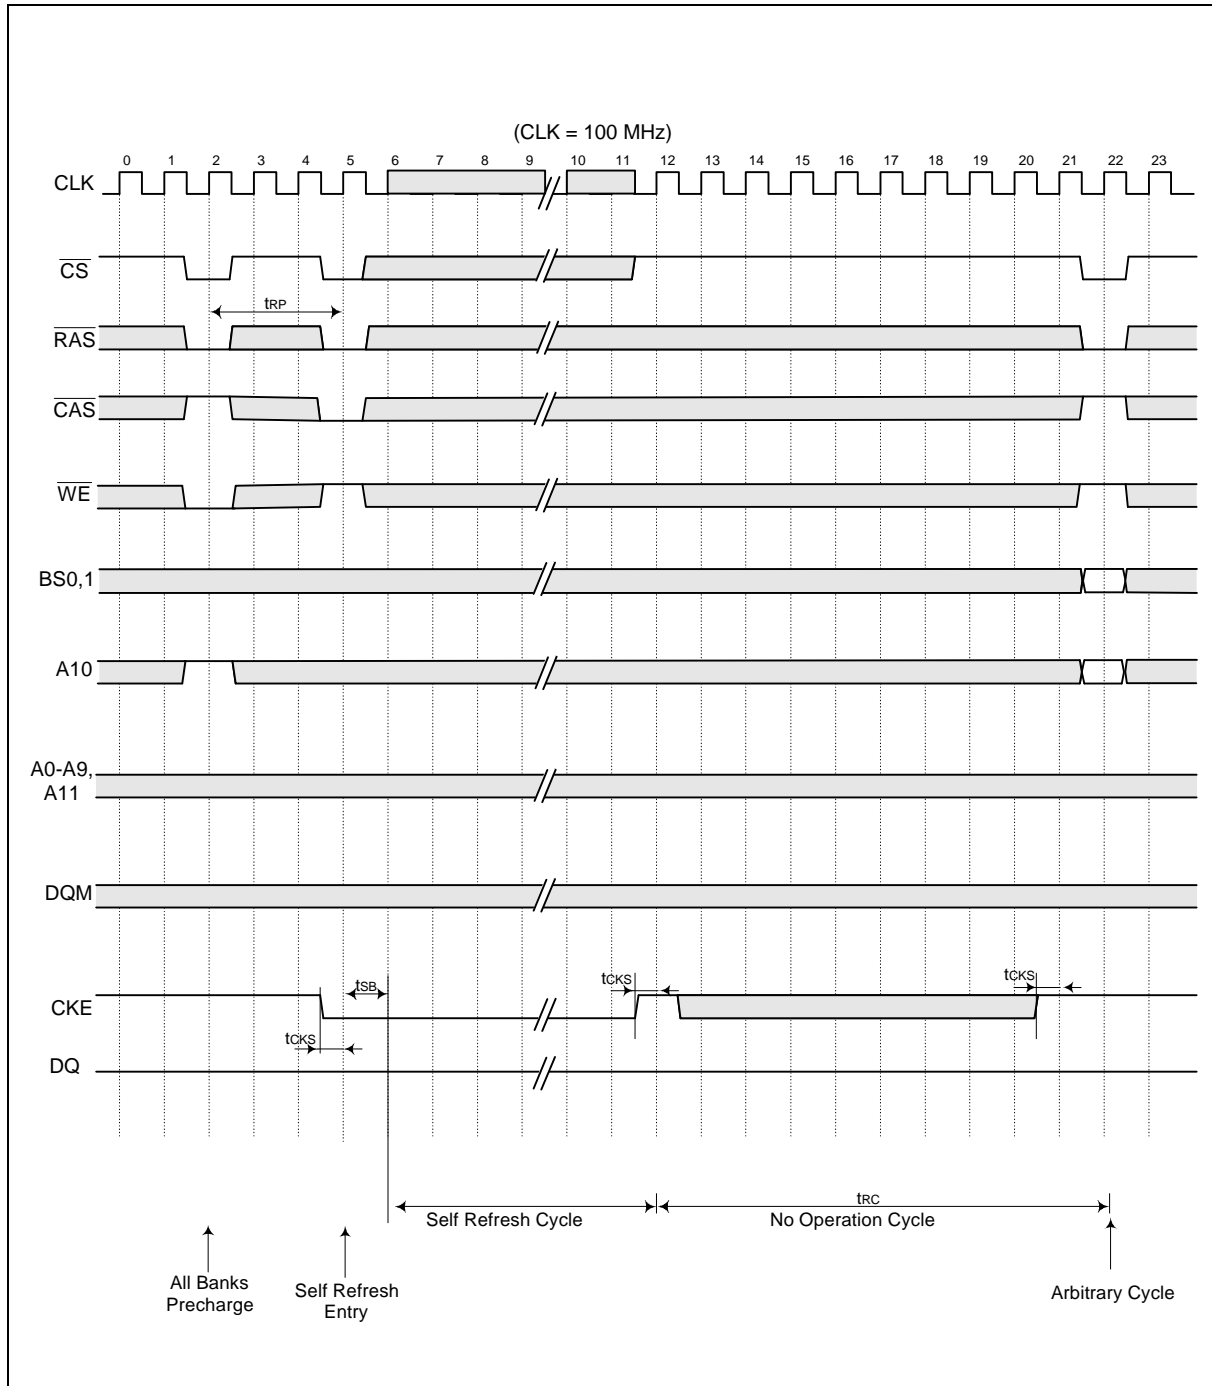 (CLK = 100 MHz)
0 1 2 3 4 5 6 7 8 9 10 11 12 13 14 15 16 17 18 19 20 21 22 23
CLK
CS
tRP
RAS
CAS
WE
BS0,1
A10
A0-A9,
A11
DQM
tSB
tCKS
tCKS
CKE
tCKS
DQ
tRC
Self Refresh Cycle
No Operation Cycle
All Banks
Precharge
Self Refresh
Entry
Arbitrary Cycle